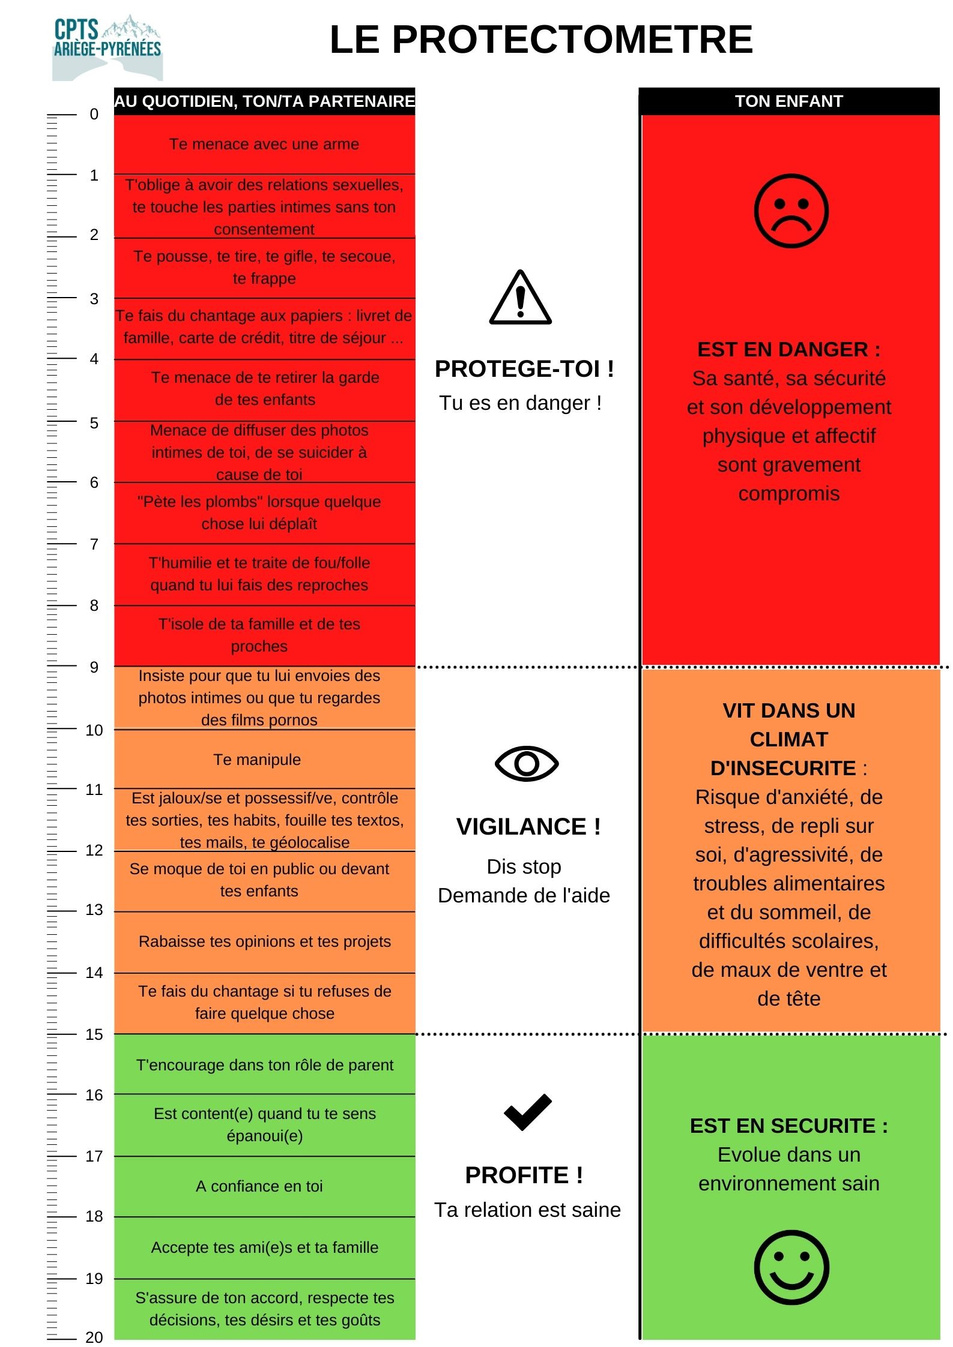 CPTS
ARIÈGE-PYRÉNÉES
LE PROTECTOMETRE
AU QUOTIDIEN, TON/TA PARTENAIRE
TON ENFANT
0
Te menace avec une arme
1
T'oblige à avoir des relations sexuelles,
te touche les parties intimes sans ton
consentement
2
Te pousse, te tire, te gifle, te secoue,
te frappe
3
Te fais du chantage aux papiers : livret de
famille, carte de crédit, titre de séjour ...
4
Te menace de te retirer la garde
de tes enfants
5
Menace de diffuser des photos
intimes de toi, de se suicider à
cause de toi
6
"Pète les plombs" lorsque quelque
chose lui déplaît
7
T'humilie et te traite de fou/folle
quand tu lui fais des reproches
8
T'isole de ta famille et de tes
proches
9
PROTEGE-TOI !
Tu es en danger !
EST EN DANGER :
Sa santé, sa sécurité
et son développement
physique et affectif
sont gravement
compromis
Insiste pour que tu lui envoies des
photos intimes ou que tu regardes
des films pornos
10
Te manipule
11
Est jaloux/se et possessif/ve, contrôle
tes sorties, tes habits, fouille tes textos,
tes mails, te géolocalise
12
Se moque de toi en public ou devant
tes enfants
13
Rabaisse tes opinions et tes projets
14
Te fais du chantage si tu refuses de
faire quelque chose
15
VIGILANCE !
Dis stop
Demande de l'aide
VIT DANS UN
CLIMAT
D'INSECURITE :
Risque d'anxiété, de
stress, de repli sur
soi, d'agressivité, de
troubles alimentaires
et du sommeil, de
difficultés scolaires,
de maux de ventre et
de tête
T'encourage dans ton rôle de parent
16
Est content(e) quand tu te sens
épanoui(e)
17
A confiance en toi
18
Accepte tes ami(e)s et ta famille
19
S'assure de ton accord, respecte tes
décisions, tes désirs et tes goûts
20
PROFITE !
Ta relation est saine
EST EN SECURITE :
Evolue dans un
environnement sain